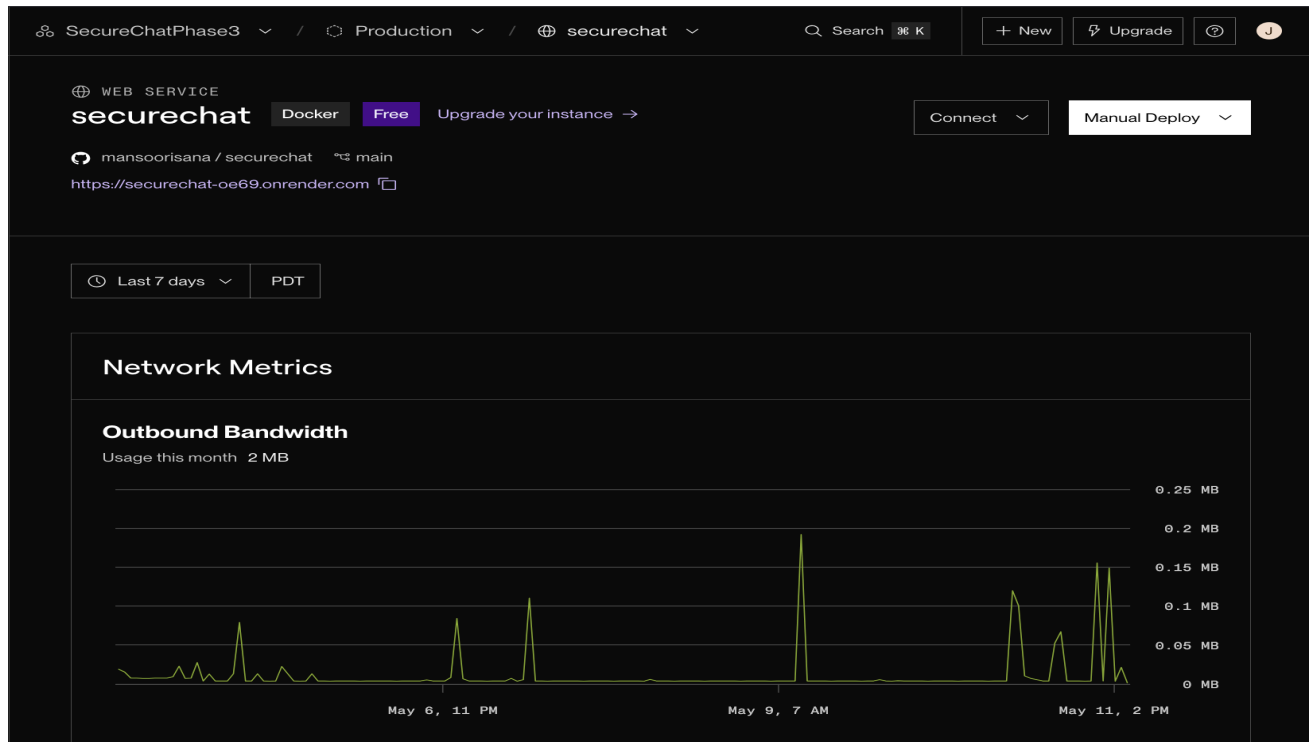 SecureChatPhase3 / Production / securechat Search ⌘ K + New Upgrade J
WEB SERVICE
securechat Docker Free Upgrade your instance → Connect Manual Deploy
mansoorisana / securechat main
https://securechat-oe69.onrender.com
Last 7 days PDT
Network Metrics
Outbound Bandwidth
Usage this month 2 MB
0.25 MB
0.2 MB
0.15 MB
0.1 MB
0.05 MB
0 MB
May 6, 11 PM May 9, 7 AM May 11, 2 PM